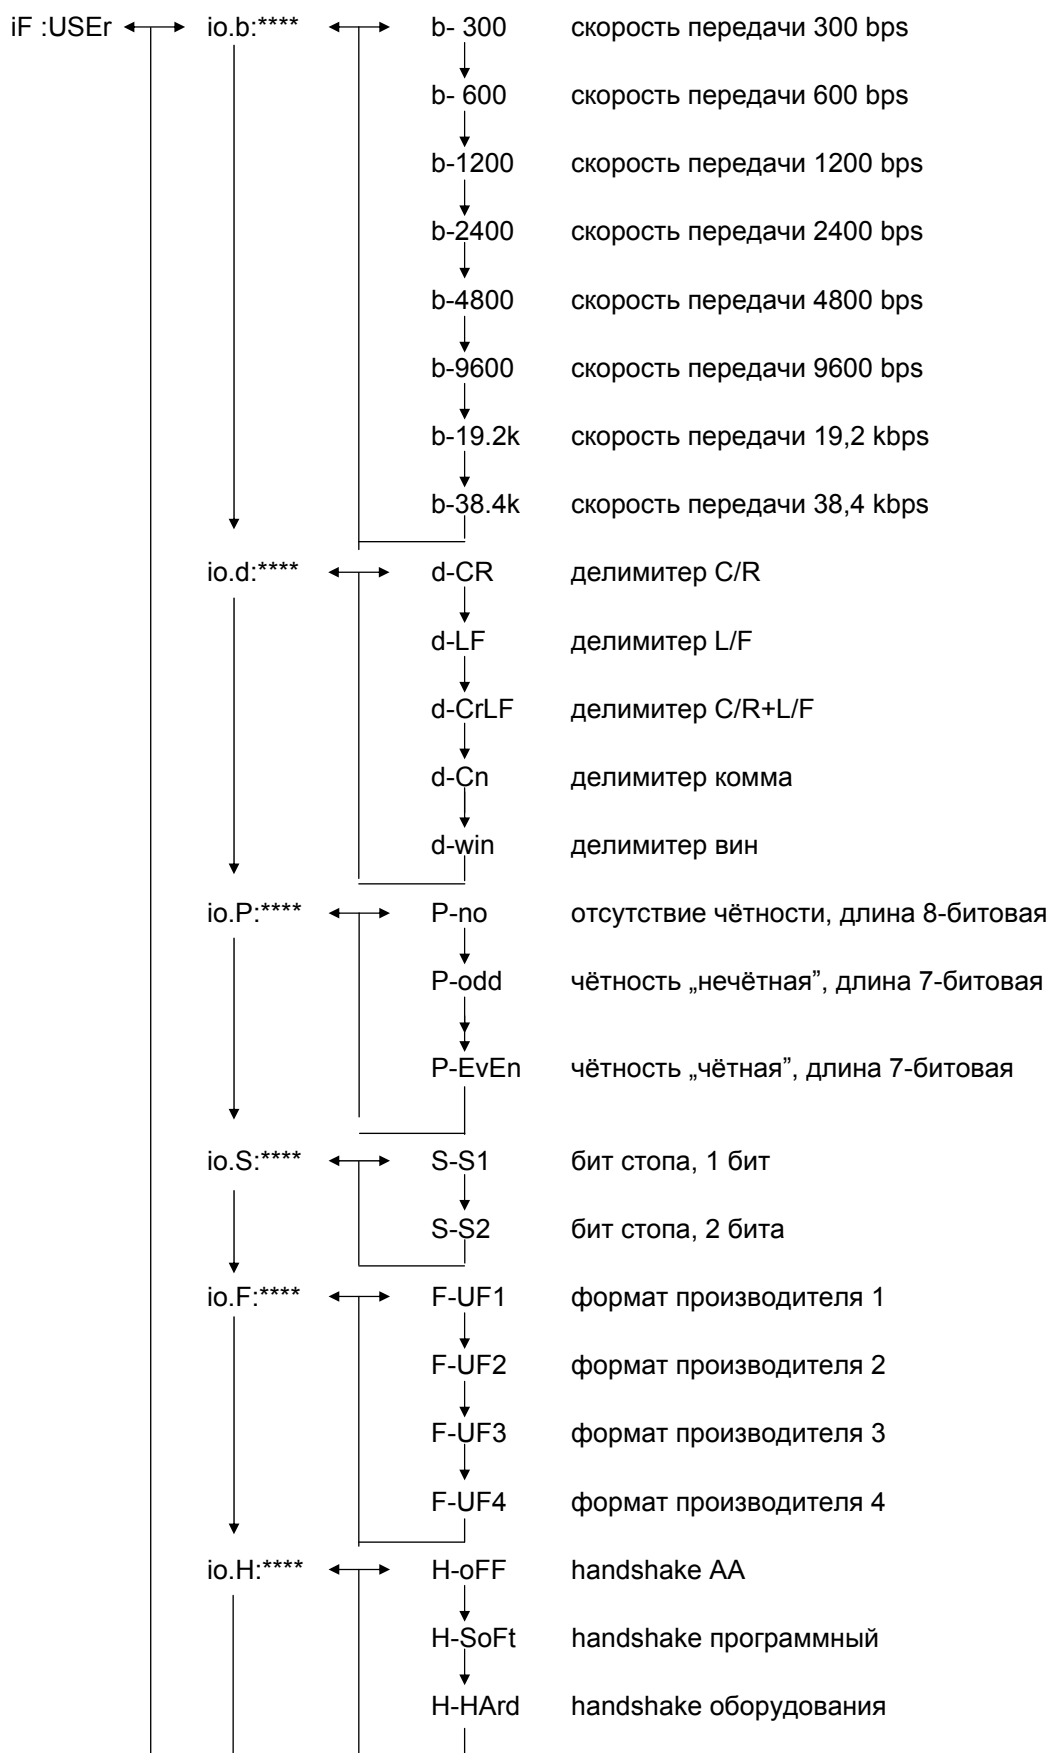 iF :USEr io.b:**** b- 300 скорость передачи 300 bps
b- 600 скорость передачи 600 bps
b-1200 скорость передачи 1200 bps
b-2400 скорость передачи 2400 bps
b-4800 скорость передачи 4800 bps
b-9600 скорость передачи 9600 bps
b-19.2k скорость передачи 19,2 kbps
b-38.4k скорость передачи 38,4 kbps
io.d:**** d-CR делимитер C/R
d-LF делимитер L/F
d-CrLF делимитер C/R+L/F
d-Cn делимитер комма
d-win делимитер вин
io.P:**** P-no отсутствие чётности, длина 8-битовая
P-odd чётность „нечётная”, длина 7-битовая
P-EvEn чётность „чётная”, длина 7-битовая
io.S:**** S-S1 бит стопа, 1 бит
S-S2 бит стопа, 2 бита
io.F:**** F-UF1 формат производителя 1
F-UF2 формат производителя 2
F-UF3 формат производителя 3
F-UF4 формат производителя 4
io.H:**** H-oFF handshake AA
H-SoFt handshake программный
H-HArd handshake оборудования